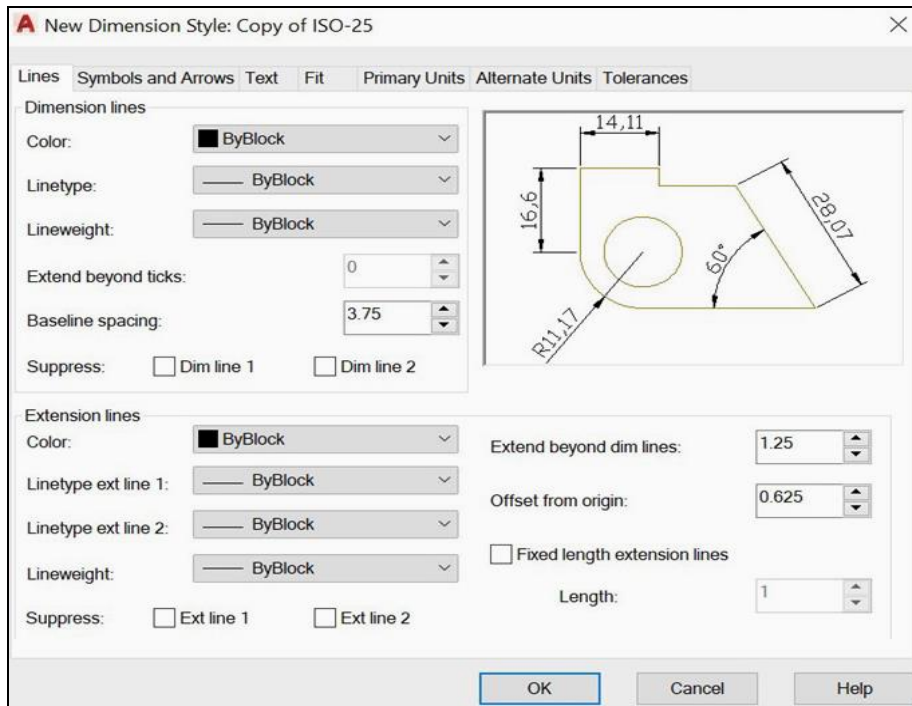 New Dimension Style: Copy of ISO-25
Lines Symbols and Arrows Text Fit Primary Units Alternate Units Tolerances
Dimension lines
Color: ByBlock
Linetype: ByBlock
Lineweight: ByBlock
Extend beyond ticks: 0
Baseline spacing: 3.75
Suppress: Dim line 1 Dim line 2
14,11
16,6
28,07
60°
R11,17
Extension lines
Color: ByBlock
Linetype ext line 1: ByBlock
Linetype ext line 2: ByBlock
Lineweight: ByBlock
Suppress: Ext line 1 Ext line 2
Extend beyond dim lines: 1.25
Offset from origin: 0.625
Fixed length extension lines
Length: 1
OK Cancel Help